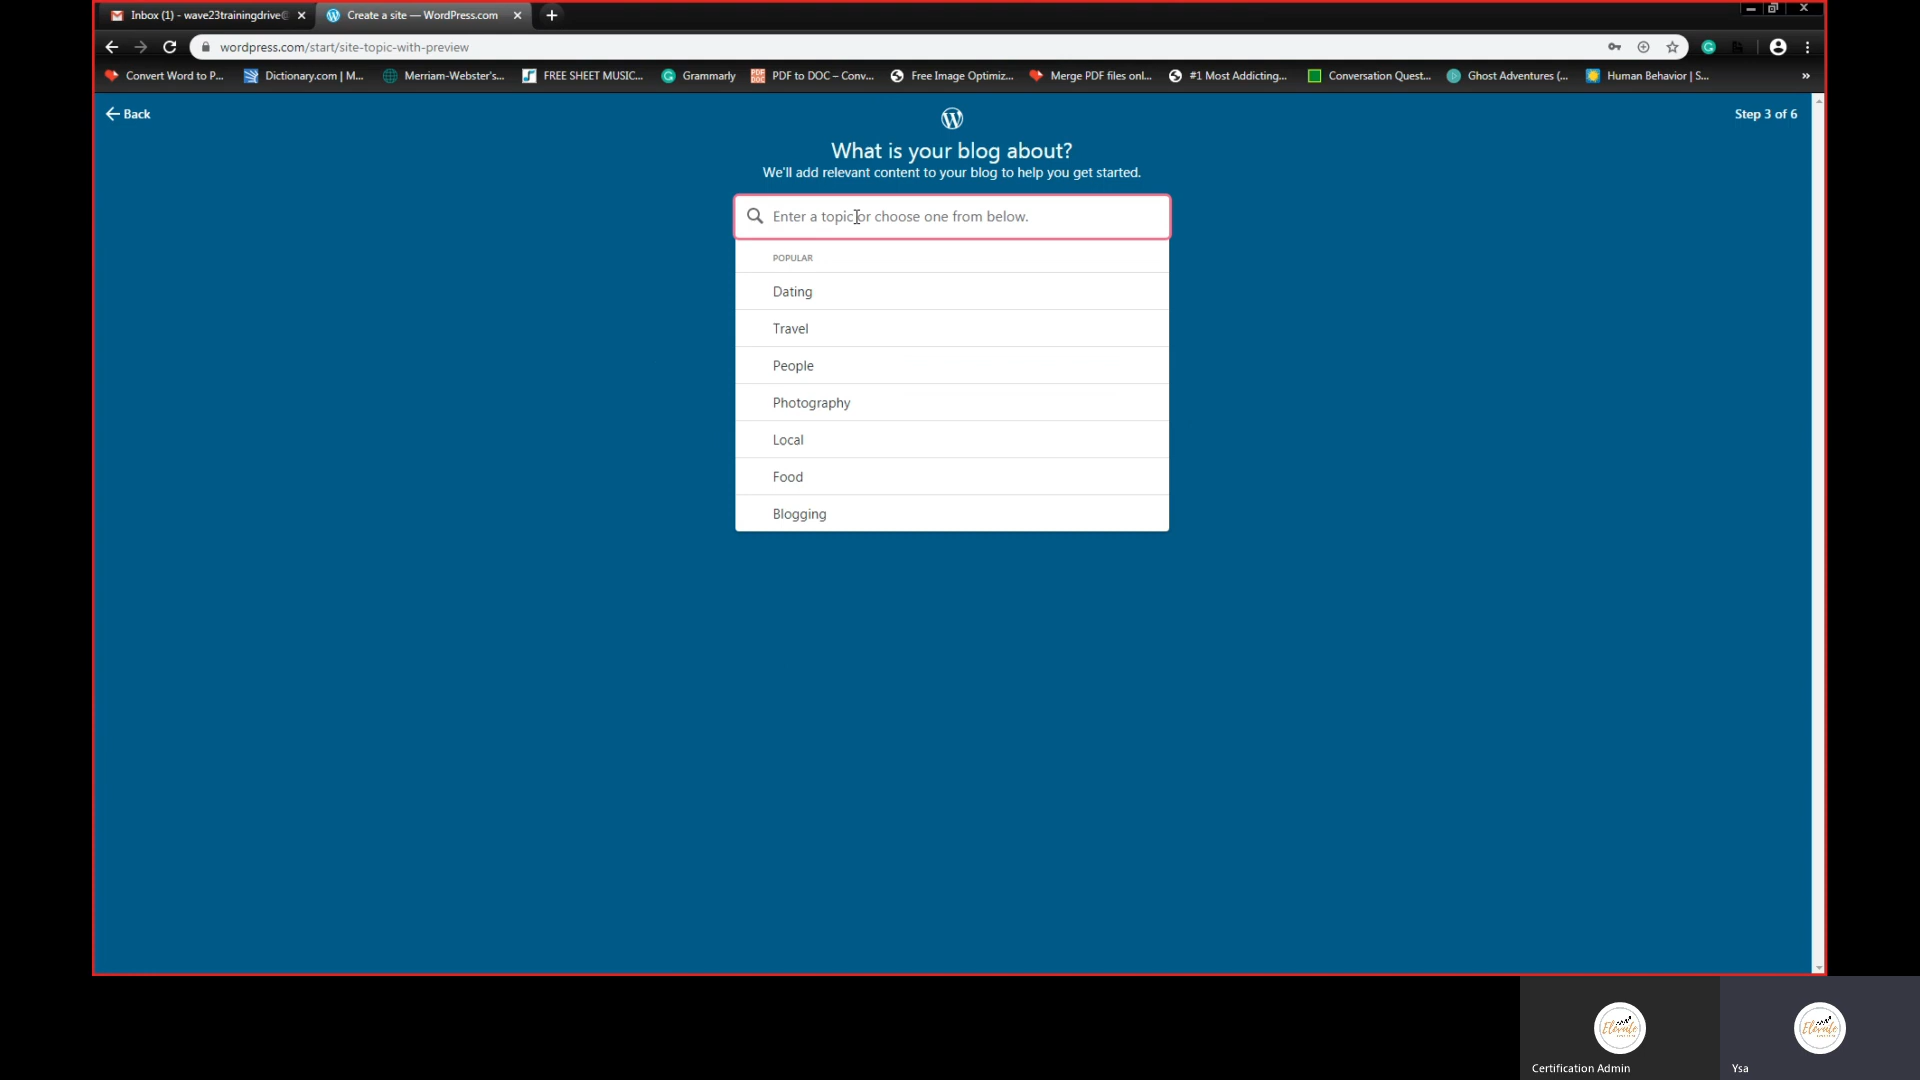 Inbox (1) - wave23trainingdrive@
Create a site — WordPress.com
wordpress.com/start/site-topic-with-preview
Convert Word to P...
Dictionary.com | M...
Merriam-Webster's...
FREE SHEET MUSIC...
Grammarly
PDF to DOC – Conv...
Free Image Optimiz...
Merge PDF files onl...
#1 Most Addicting...
Conversation Quest...
Ghost Adventures (...
Human Behavior | S...
»
Back
Step 3 of 6
What is your blog about?
We'll add relevant content to your blog to help you get started.
Enter a topic or choose one from below.
POPULAR
Dating
Travel
People
Photography
Local
Food
Blogging
Elevate
Elevate
Certification Admin
Ysa